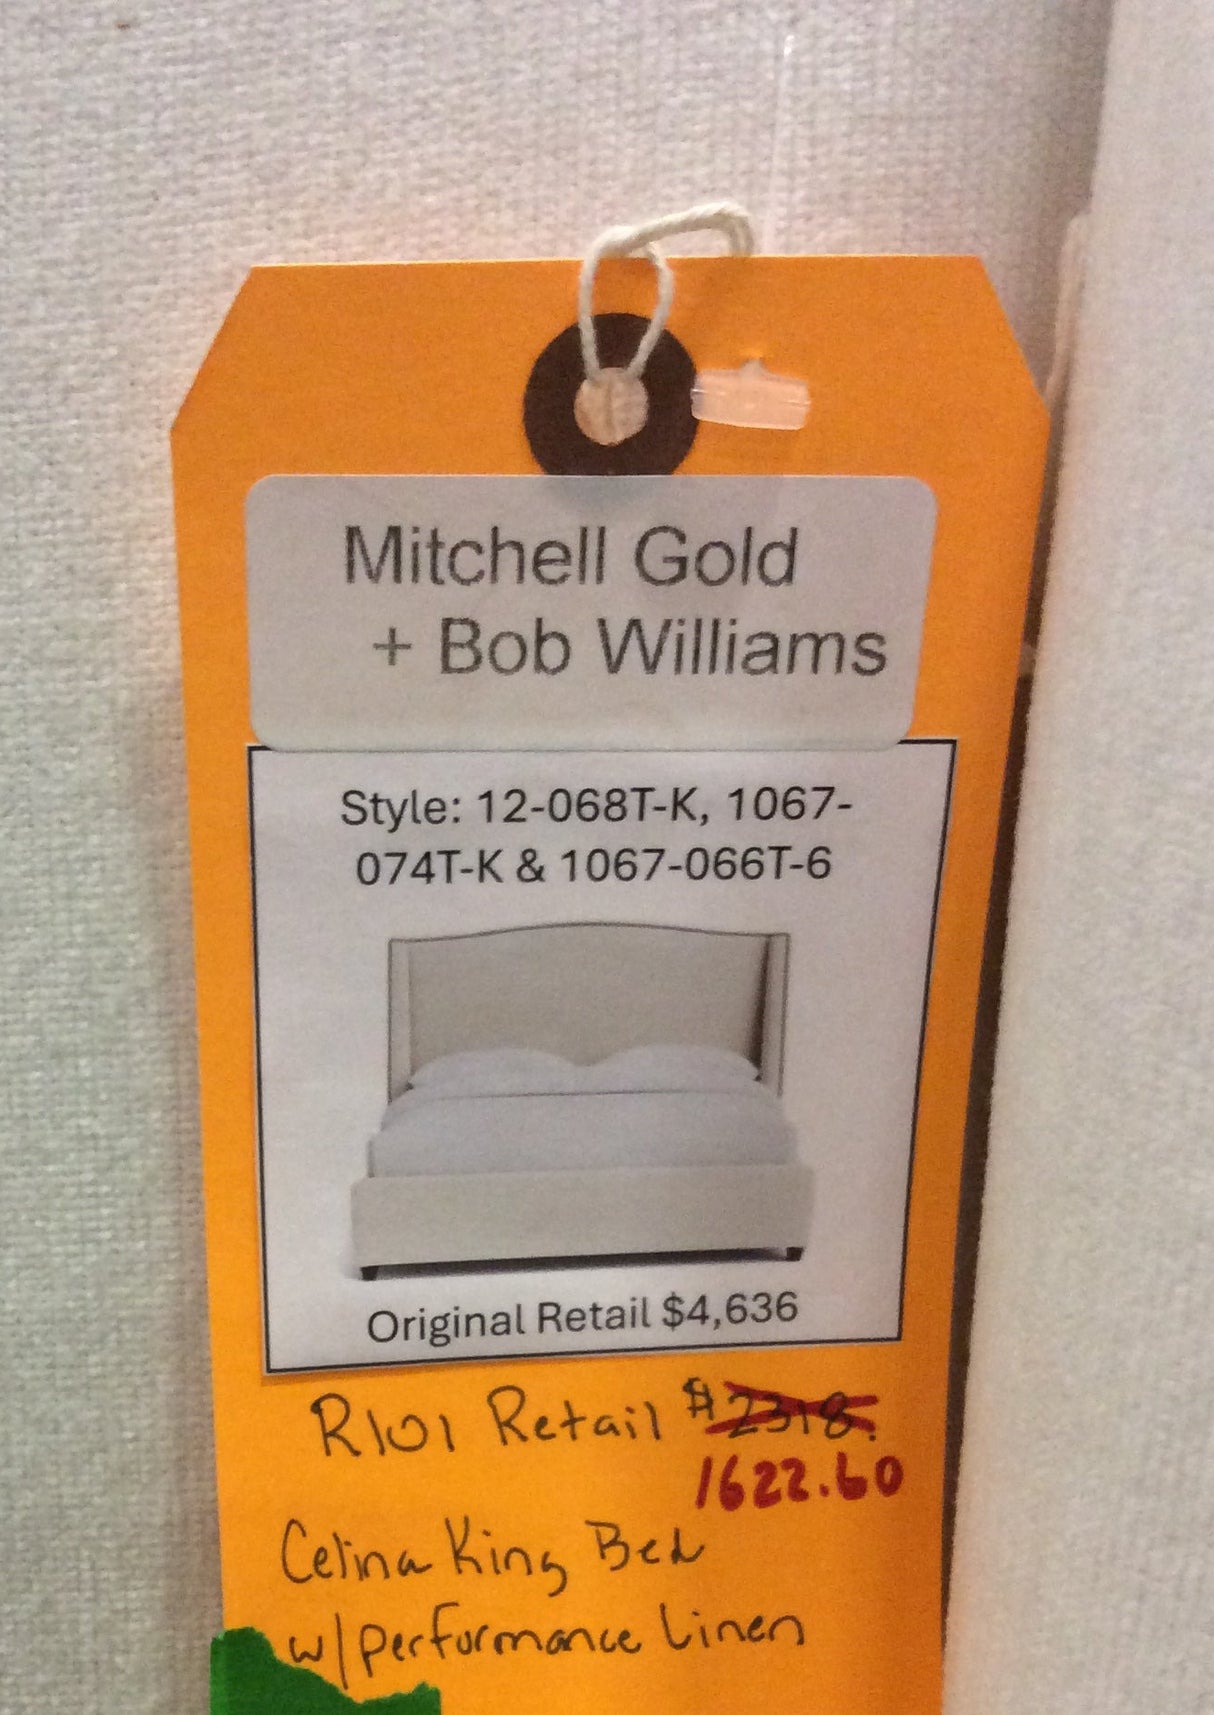 Mitchell Gold
+ Bob Williams
Style: 12-068T-K, 1067-
074T-K & 1067-066T-6
Original Retail $4,636
R101 Retail $2318.
1622.60
Celina King Bed
w/ Performance Linen